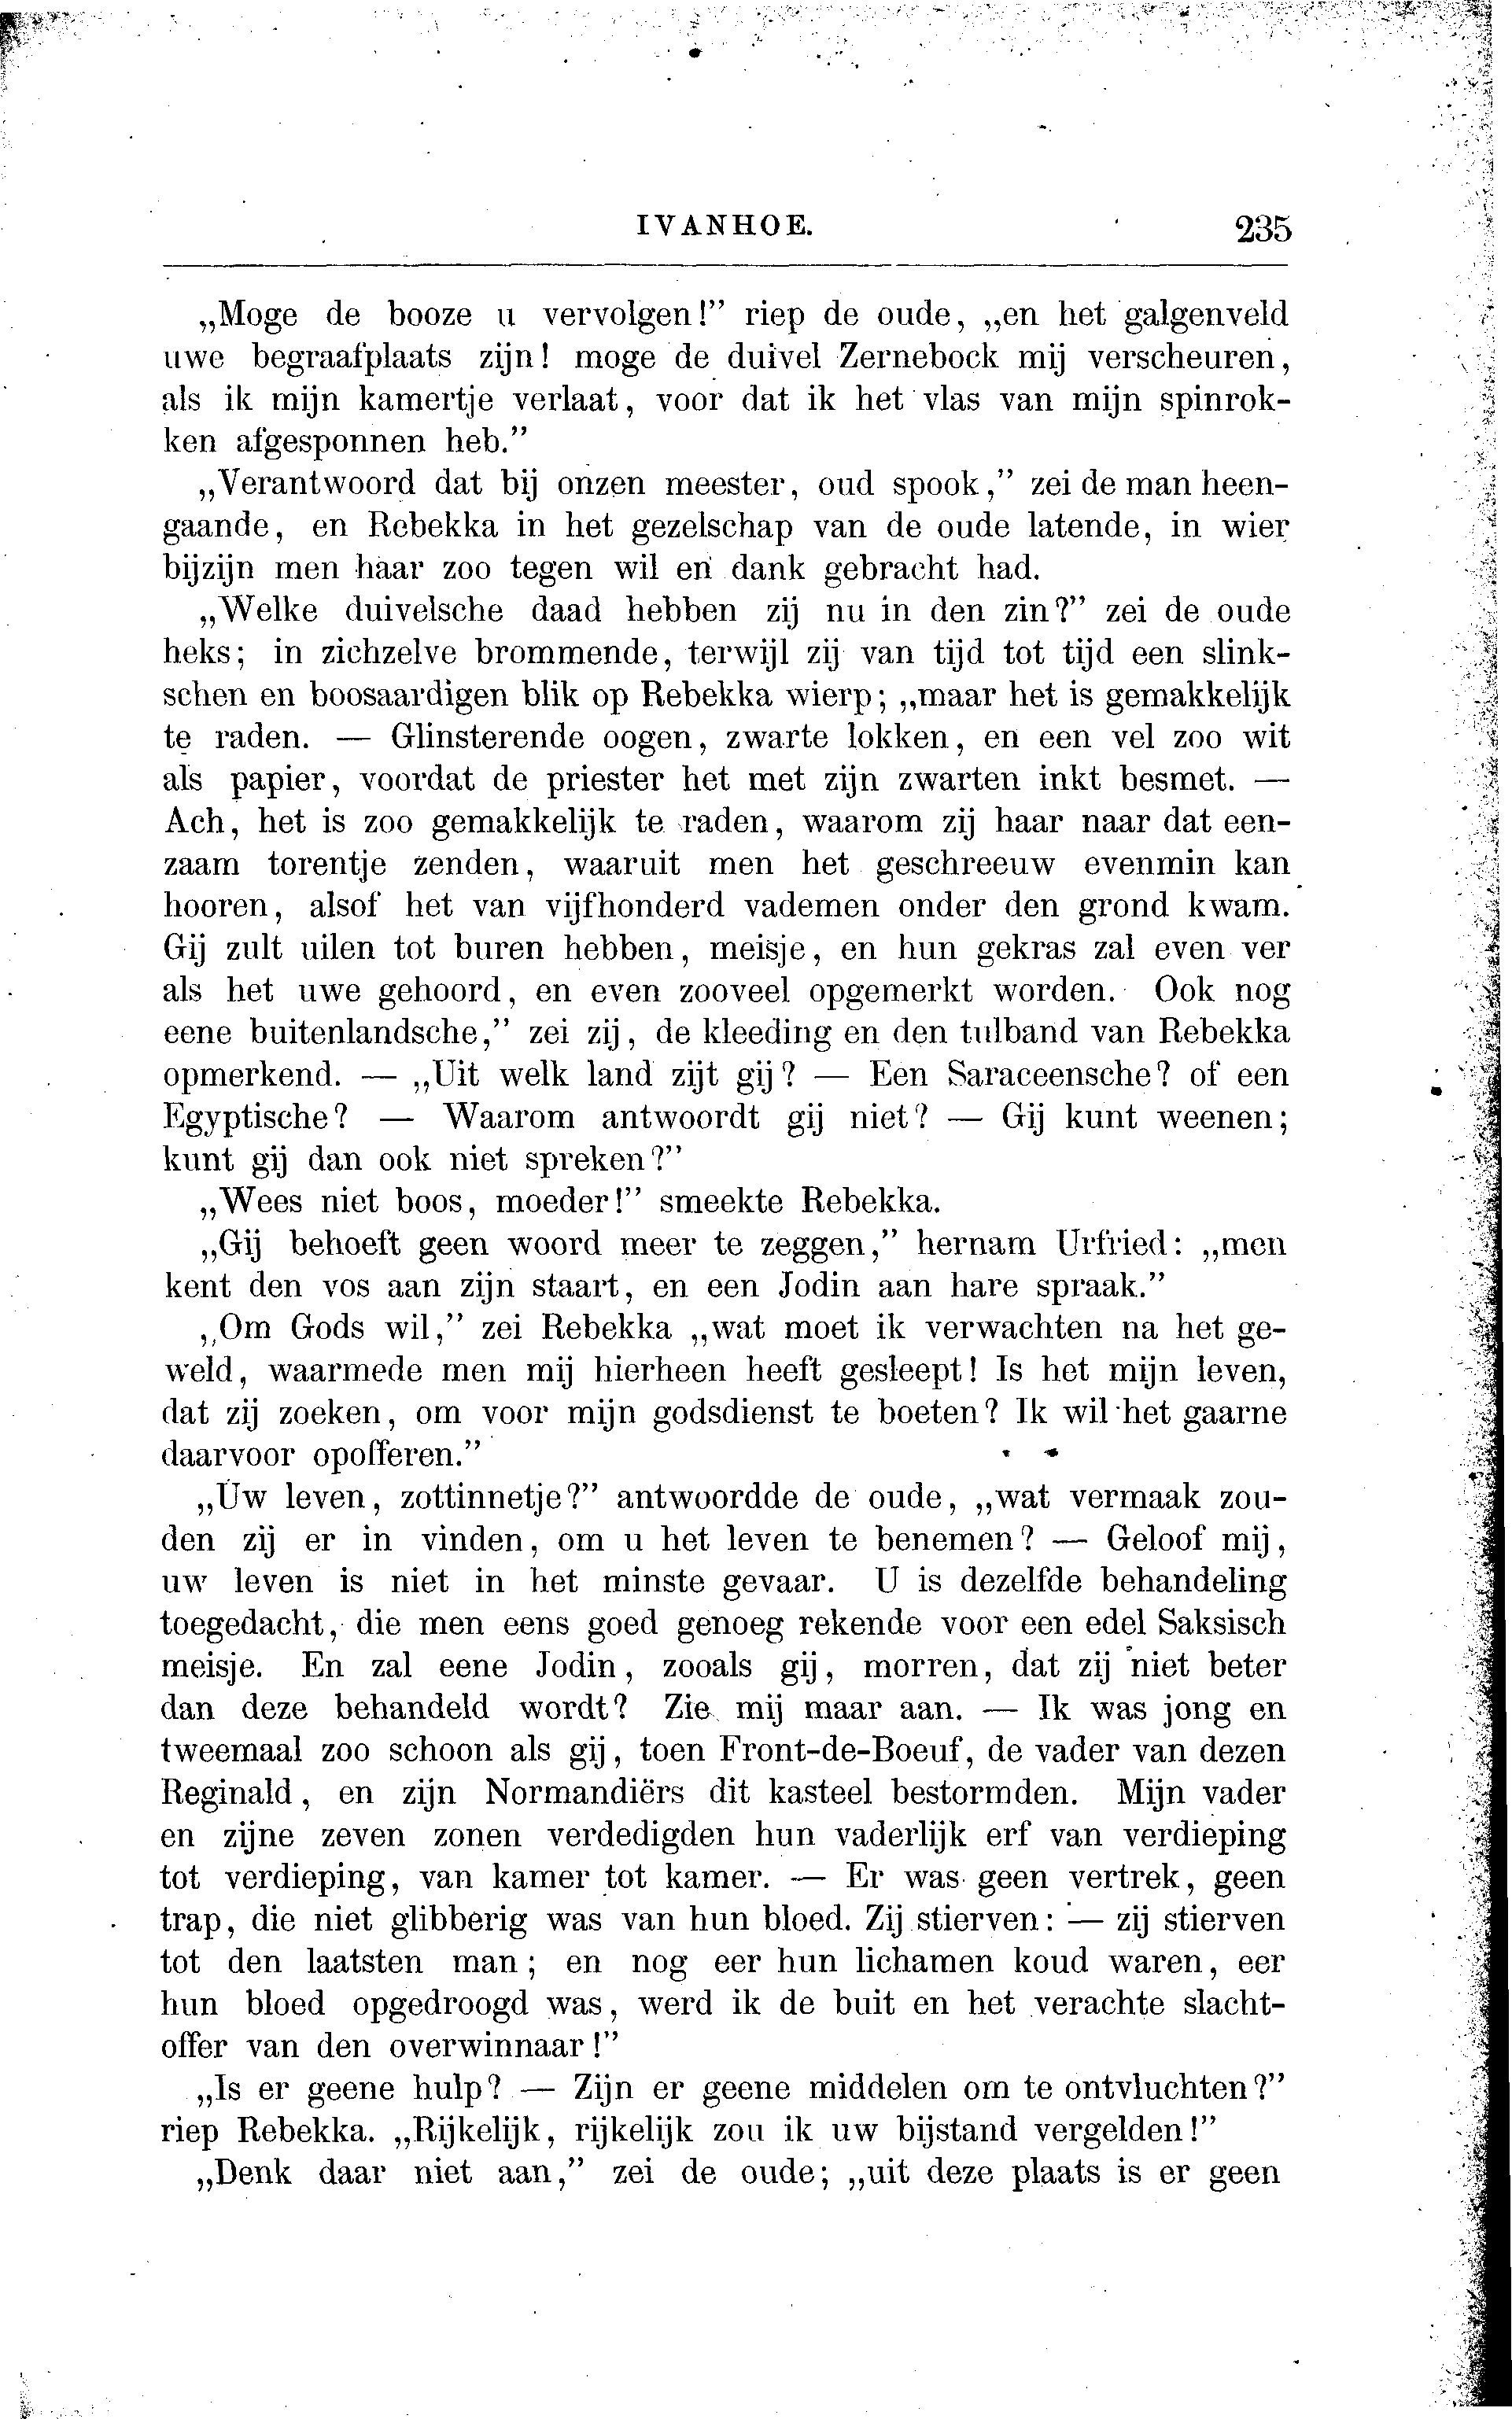 IVANHOE. 235
„Moge de booze u vervolgen!” riep de oude, „en het galgenveld
uwe begraafplaats zijn! moge de duivel Zernebock mij verscheuren,
als ik mijn kamertje verlaat, voor dat ik het vlas van mijn spinrok-
ken afgesponnen heb.”
„Verantwoord dat bij onzen meester, oud spook,” zei de man heen-
gaande, en Rebekka in het gezelschap van de oude latende, in wier
bijzijn men haar zoo tegen wil en dank gebracht had.
„Welke duivelsche daad hebben zij nu in den zin?” zei de oude
heks; in zichzelve brommende, terwijl zij van tijd tot tijd een slink-
schen en boosaardigen blik op Rebekka wierp; „maar het is gemakkelijk
te raden. — Glinsterende oogen, zwarte lokken, en een vel zoo wit
als papier, voordat de priester het met zijn zwarten inkt besmet. —
Ach, het is zoo gemakkelijk te raden, waarom zij haar naar dat een-
zaam torentje zenden, waaruit men het geschreeuw evenmin kan
hooren, alsof het van vijfhonderd vademen onder den grond kwam.
Gij zult uilen tot buren hebben, meisje, en hun gekras zal even ver
als het uwe gehoord, en even zooveel opgemerkt worden. Ook nog
eene buitenlandsche,” zei zij, de kleeding en den tulband van Rebekka
opmerkend. — „Uit welk land zijt gij? — Een Saraceensche? of een
Egyptische? — Waarom antwoordt gij niet? — Gij kunt weenen;
kunt gij dan ook niet spreken?”
„Wees niet boos, moeder!” smeekte Rebekka.
„Gij behoeft geen woord meer te zeggen,” hernam Urfried: „men
kent den vos aan zijn staart, en een Jodin aan hare spraak.”
„Om Gods wil,” zei Rebekka „wat moet ik verwachten na het ge-
weld, waarmede men mij hierheen heeft gesleept! Is het mijn leven,
dat zij zoeken, om voor mijn godsdienst te boeten? Ik wil het gaarne
daarvoor opofferen.”
„Uw leven, zottinnetje?” antwoordde de oude, „wat vermaak zou-
den zij er in vinden, om u het leven te benemen? — Geloof mij,
uw leven is niet in het minste gevaar. U is dezelfde behandeling
toegedacht, die men eens goed genoeg rekende voor een edel Saksisch
meisje. En zal eene Jodin, zooals gij, morren, dat zij niet beter
dan deze behandeld wordt? Zie mij maar aan. — Ik was jong en
tweemaal zoo schoon als gij, toen Front-de-Boeuf, de vader van dezen
Reginald, en zijn Normandiërs dit kasteel bestormden. Mijn vader
en zijne zeven zonen verdedigden hun vaderlijk erf van verdieping
tot verdieping, van kamer tot kamer. — Er was geen vertrek, geen
trap, die niet glibberig was van hun bloed. Zij stierven: — zij stierven
tot den laatsten man; en nog eer hun lichamen koud waren, eer
hun bloed opgedroogd was, werd ik de buit en het verachte slacht-
offer van den overwinnaar!”
„Is er geene hulp? — Zijn er geene middelen om te ontvluchten?”
riep Rebekka. „Rijkelijk, rijkelijk zou ik uw bijstand vergelden!”
„Denk daar niet aan,” zei de oude; „uit deze plaats is er geen